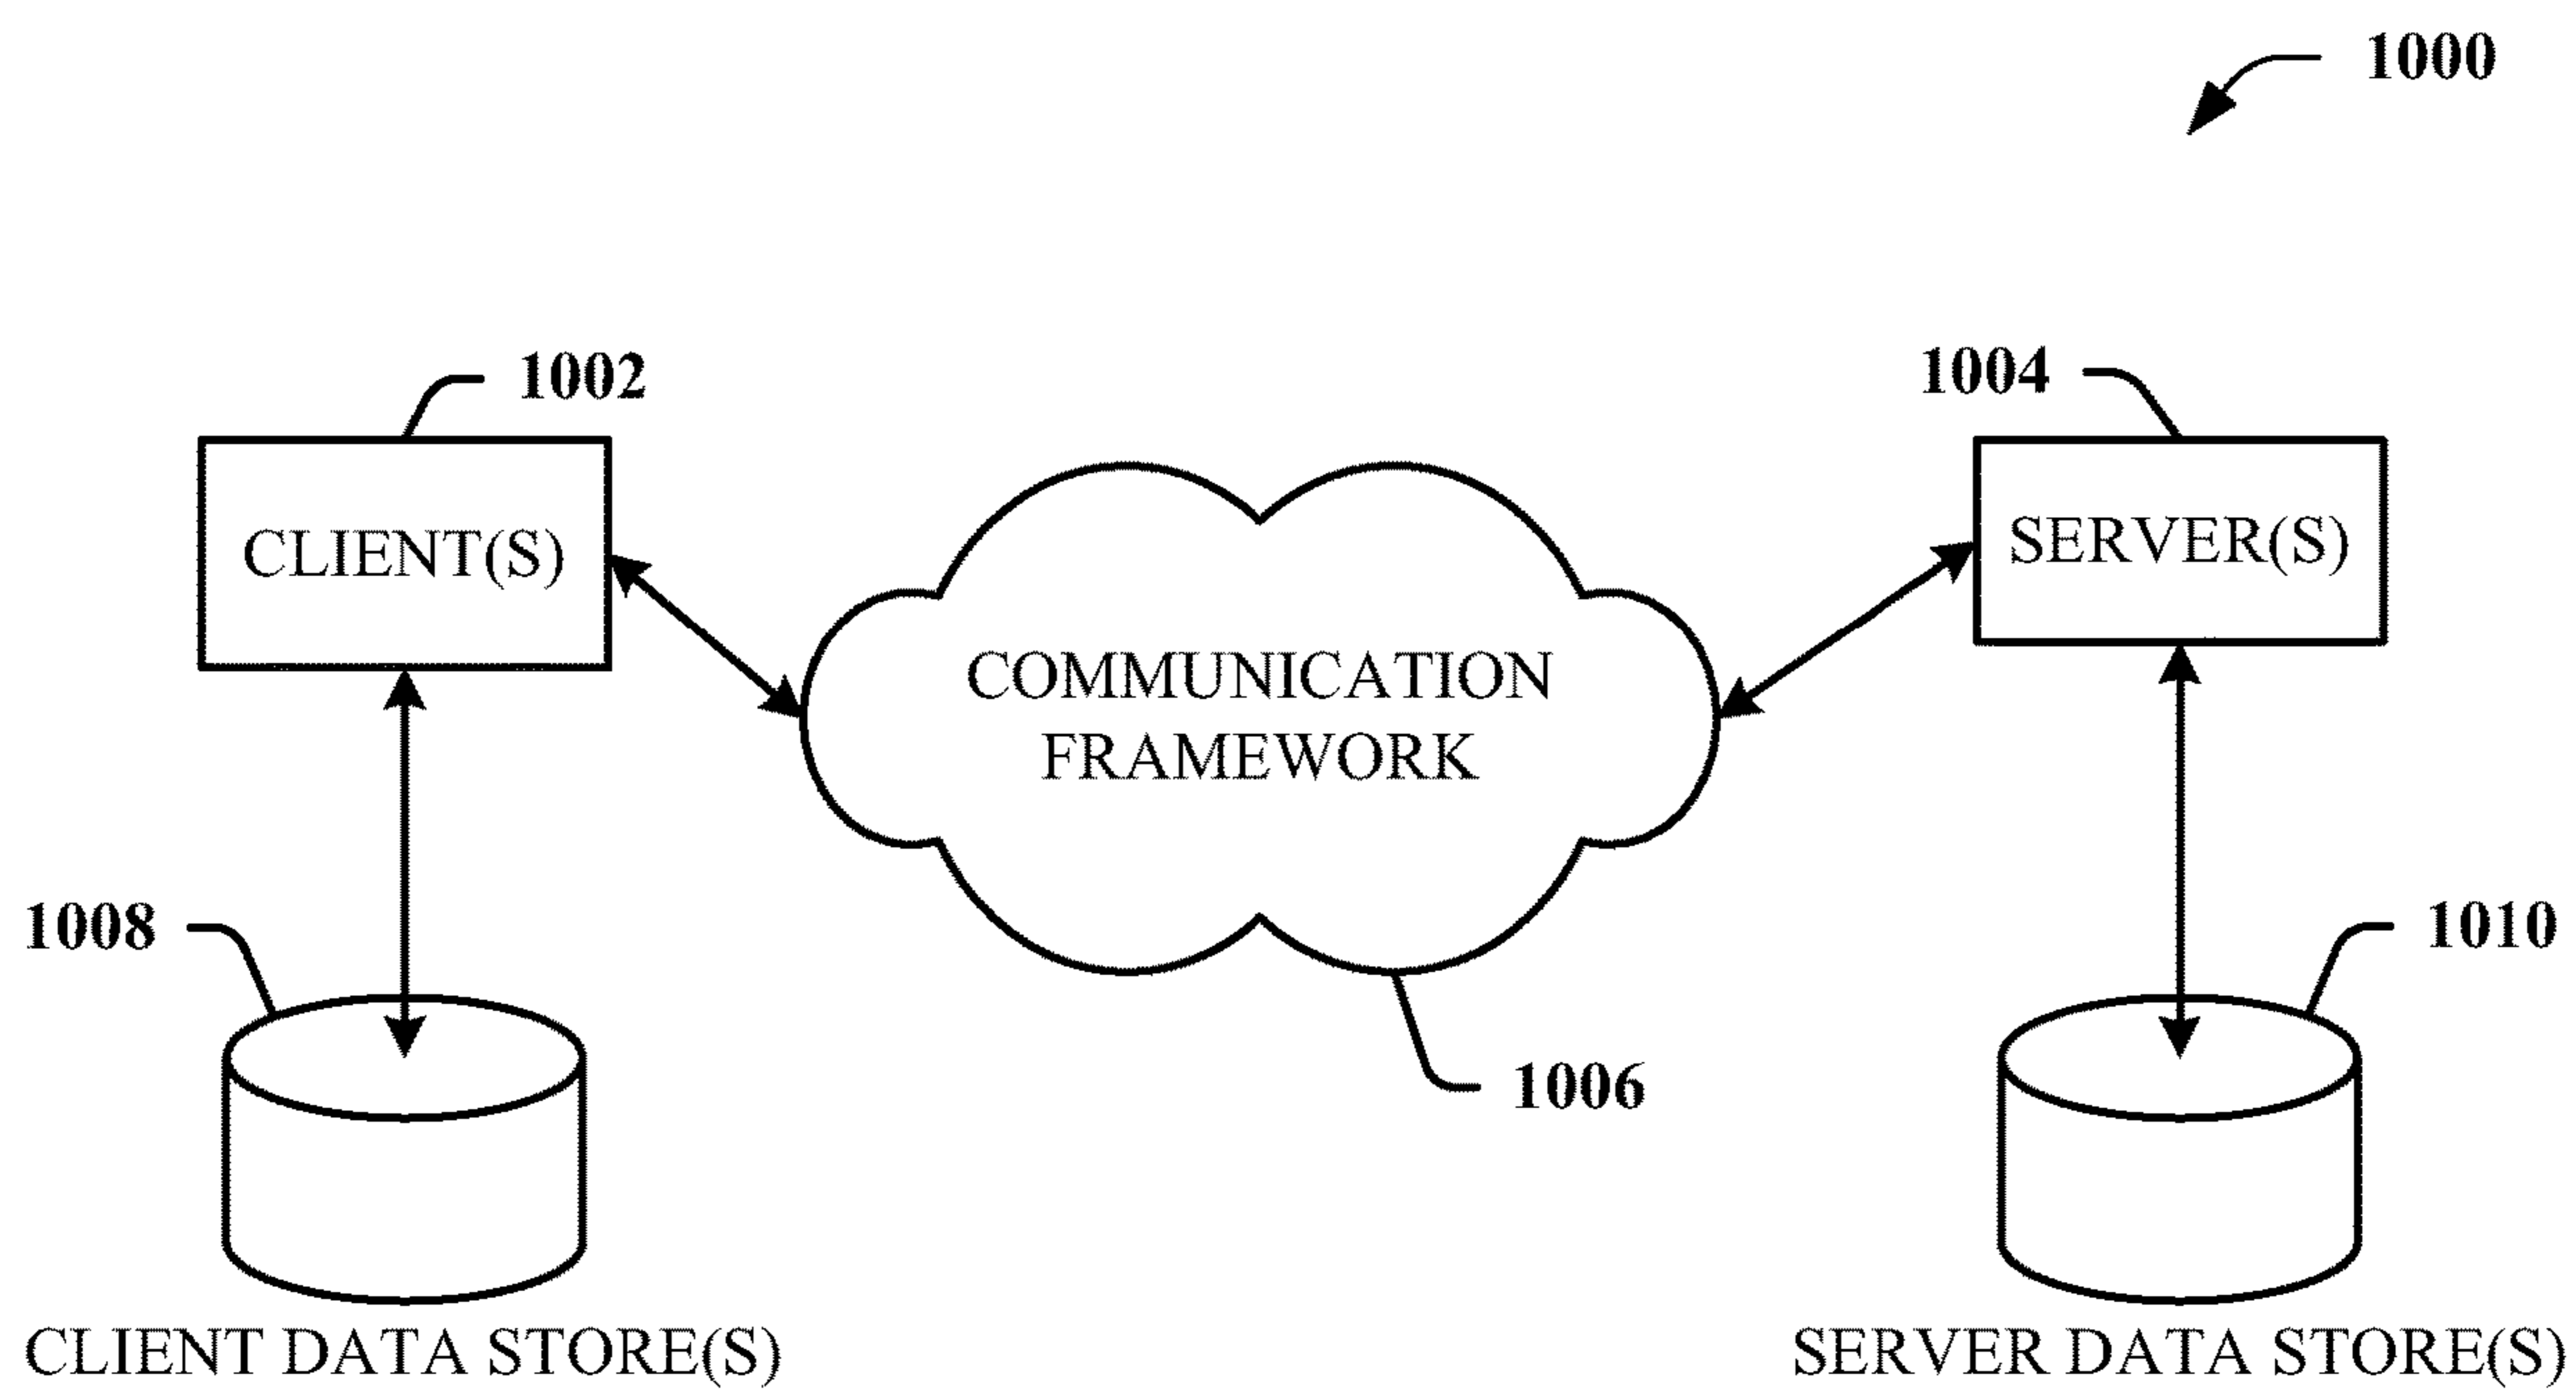 1000
1002
1004
CLIENT(S)
SERVER(S)
COMMUNICATION
FRAMEWORK
1008
1010
1006
CLIENT DATA STORE(S)
SERVER DATA STORE(S)